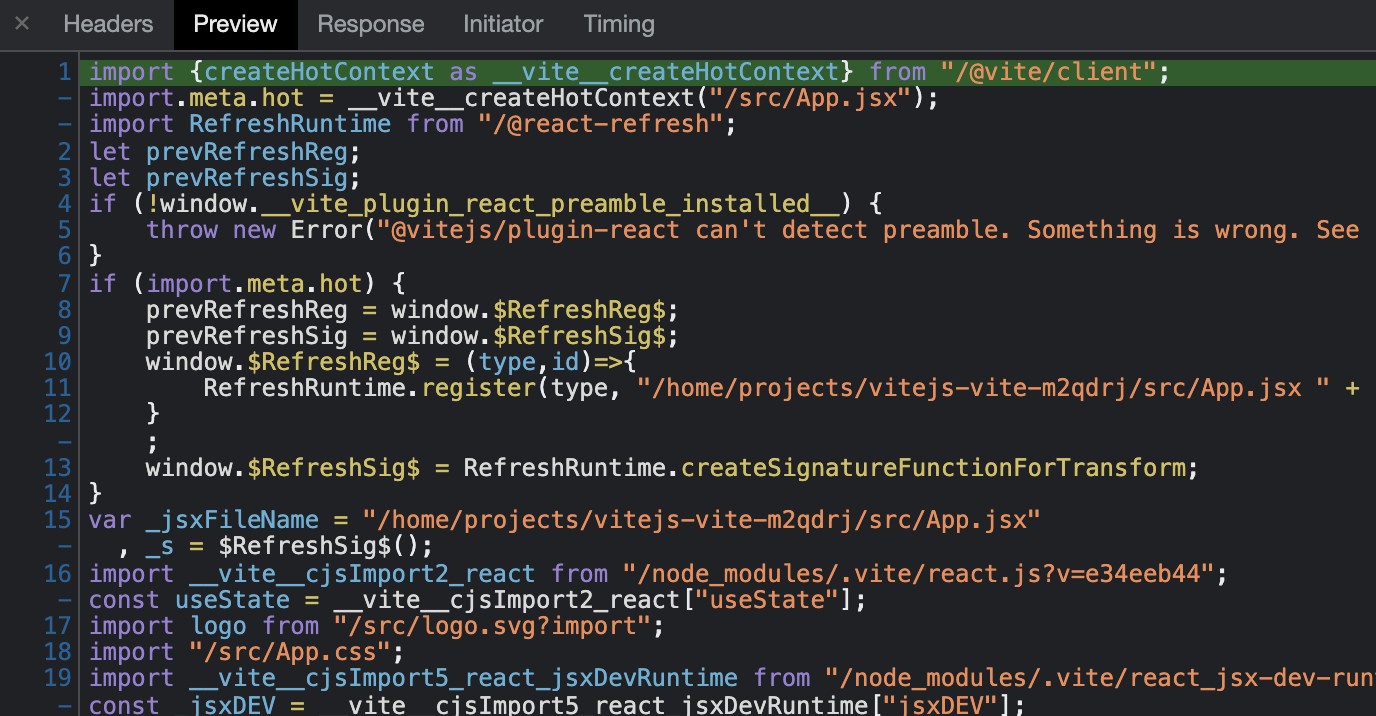 × Headers Preview Response Initiator Timing
1 import {createHotContext as __vite__createHotContext} from "/@vite/client";
- import.meta.hot = __vite__createHotContext("/src/App.jsx");
- import RefreshRuntime from "/@react-refresh";
2 let prevRefreshReg;
3 let prevRefreshSig;
4 if (!window.__vite_plugin_react_preamble_installed__) {
5     throw new Error("@vitejs/plugin-react can't detect preamble. Something is wrong. See
6 }
7 if (import.meta.hot) {
8     prevRefreshReg = window.$RefreshReg$;
9     prevRefreshSig = window.$RefreshSig$;
10     window.$RefreshReg$ = (type,id)=>{
11         RefreshRuntime.register(type, "/home/projects/vitejs-vite-m2qdrj/src/App.jsx " +
12     }
-     ;
13     window.$RefreshSig$ = RefreshRuntime.createSignatureFunctionForTransform;
14 }
15 var _jsxFileName = "/home/projects/vitejs-vite-m2qdrj/src/App.jsx"
-   , _s = $RefreshSig$();
16 import __vite__cjsImport2_react from "/node_modules/.vite/react.js?v=e34eeb44";
- const useState = __vite__cjsImport2_react["useState"];
17 import logo from "/src/logo.svg?import";
18 import "/src/App.css";
19 import __vite__cjsImport5_react_jsxDevRuntime from "/node_modules/.vite/react_jsx-dev-run
- const _jsxDEV = __vite__cjsImport5_react_jsxDevRuntime["jsxDEV"];